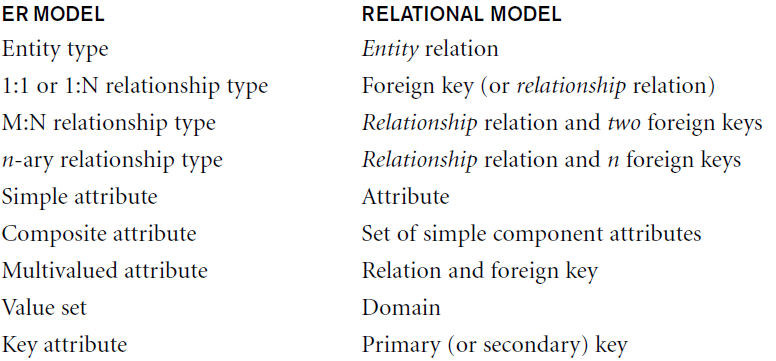 ER MODEL RELATIONAL MODEL
Entity type Entity relation
1:1 or 1:N relationship type Foreign key (or relationship relation)
M:N relationship type Relationship relation and two foreign keys
n-ary relationship type Relationship relation and n foreign keys
Simple attribute Attribute
Composite attribute Set of simple component attributes
Multivalued attribute Relation and foreign key
Value set Domain
Key attribute Primary (or secondary) key